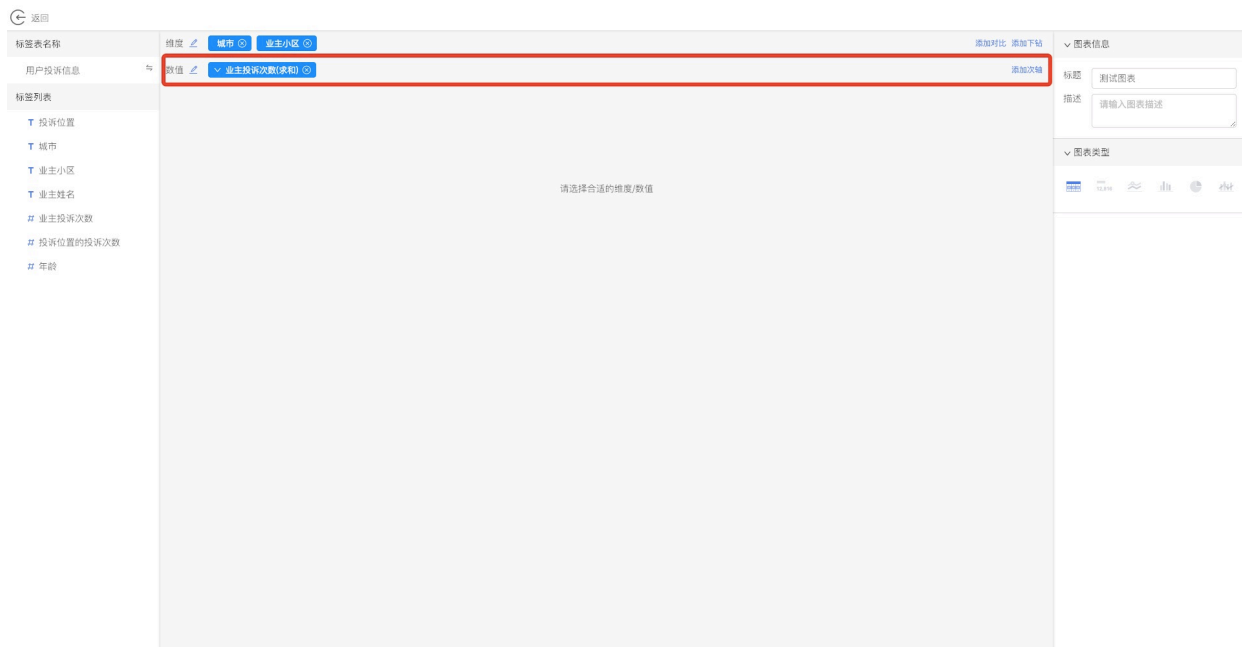 返回
标签表名称
用户投诉信息
标签列表
T 投诉位置
T 城市
T 业主小区
T 业主姓名
# 业主投诉次数
# 投诉位置的投诉次数
# 年龄
维度 城市 业主小区 添加对比 添加下钻
数值 业主投诉次数(求和) 添加次轴
请选择合适的维度/数值
图表信息
标题 测试图表
描述 请输入图表描述
图表类型